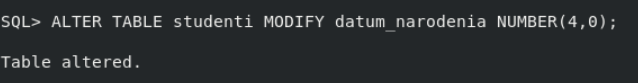 SQL> ALTER TABLE studenti MODIFY datum_narodenia NUMBER(4,0);
Table altered.